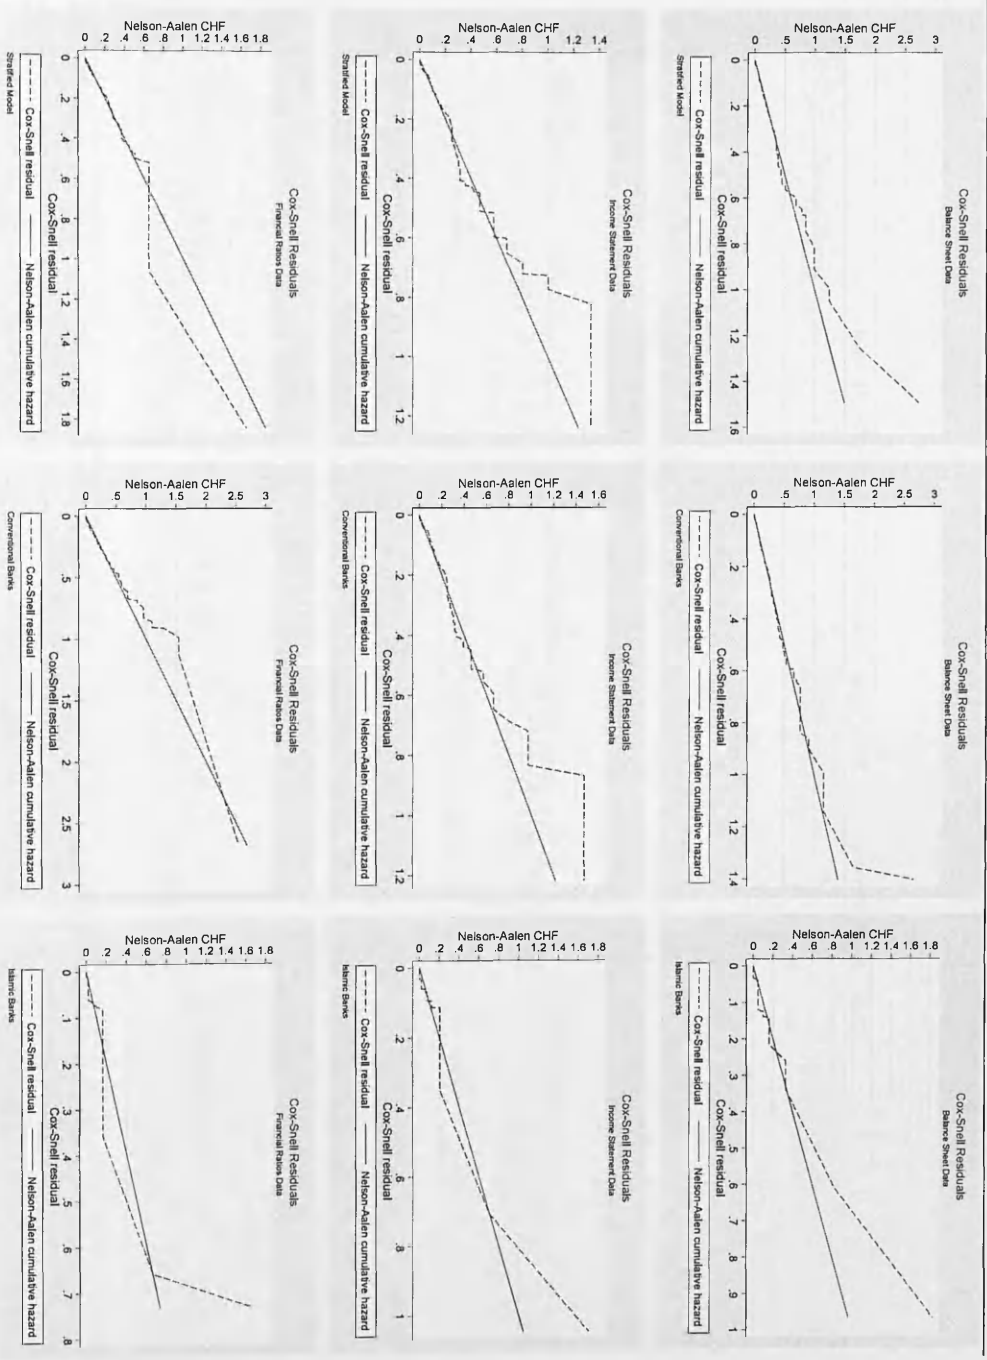 Cox-Snell Residuals
Balance Sheet Data
Nelson-Aalen CHF
0 .5 1 1.5 2 2.5 3
0 .2 .4 .6 .8 1 1.2 1.4 1.6
Cox-Snell residual
Cox-Snell residual Nelson-Aalen cumulative hazard
Stratified Model
Cox-Snell Residuals
Balance Sheet Data
Nelson-Aalen CHF
0 .5 1 1.5 2 2.5 3
0 .2 .4 .6 .8 1 1.2 1.4
Cox-Snell residual
Cox-Snell residual Nelson-Aalen cumulative hazard
Conventional Banks
Cox-Snell Residuals
Balance Sheet Data
Nelson-Aalen CHF
0 .2 .4 .6 .8 1 1.2 1.4 1.6 1.8
0 .1 .2 .3 .4 .5 .6 .7 .8 .9 1
Cox-Snell residual
Cox-Snell residual Nelson-Aalen cumulative hazard
Islamic Banks
Cox-Snell Residuals
Income Statement Data
Nelson-Aalen CHF
0 .2 .4 .6 .8 1 1.2 1.4
0 .2 .4 .6 .8 1 1.2
Cox-Snell residual
Cox-Snell residual Nelson-Aalen cumulative hazard
Stratified Model
Cox-Snell Residuals
Income Statement Data
Nelson-Aalen CHF
0 .2 .4 .6 .8 1 1.2 1.4 1.6
0 .2 .4 .6 .8 1 1.2
Cox-Snell residual
Cox-Snell residual Nelson-Aalen cumulative hazard
Conventional Banks
Cox-Snell Residuals
Income Statement Data
Nelson-Aalen CHF
0 .2 .4 .6 .8 1 1.2 1.4 1.6 1.8
0 .2 .4 .6 .8 1
Cox-Snell residual
Cox-Snell residual Nelson-Aalen cumulative hazard
Islamic Banks
Cox-Snell Residuals
Financial Ratios Data
Nelson-Aalen CHF
0 .2 .4 .6 .8 1 1.2 1.4 1.6 1.8
0 .2 .4 .6 .8 1 1.2 1.4 1.6 1.8
Cox-Snell residual
Cox-Snell residual Nelson-Aalen cumulative hazard
Stratified Model
Cox-Snell Residuals
Financial Ratios Data
Nelson-Aalen CHF
0 .5 1 1.5 2 2.5 3
0 .5 1 1.5 2 2.5 3
Cox-Snell residual
Cox-Snell residual Nelson-Aalen cumulative hazard
Conventional Banks
Cox-Snell Residuals
Financial Ratios Data
Nelson-Aalen CHF
0 .2 .4 .6 .8 1 1.2 1.4 1.6 1.8
0 .1 .2 .3 .4 .5 .6 .7 .8
Cox-Snell residual
Cox-Snell residual Nelson-Aalen cumulative hazard
Islamic Banks